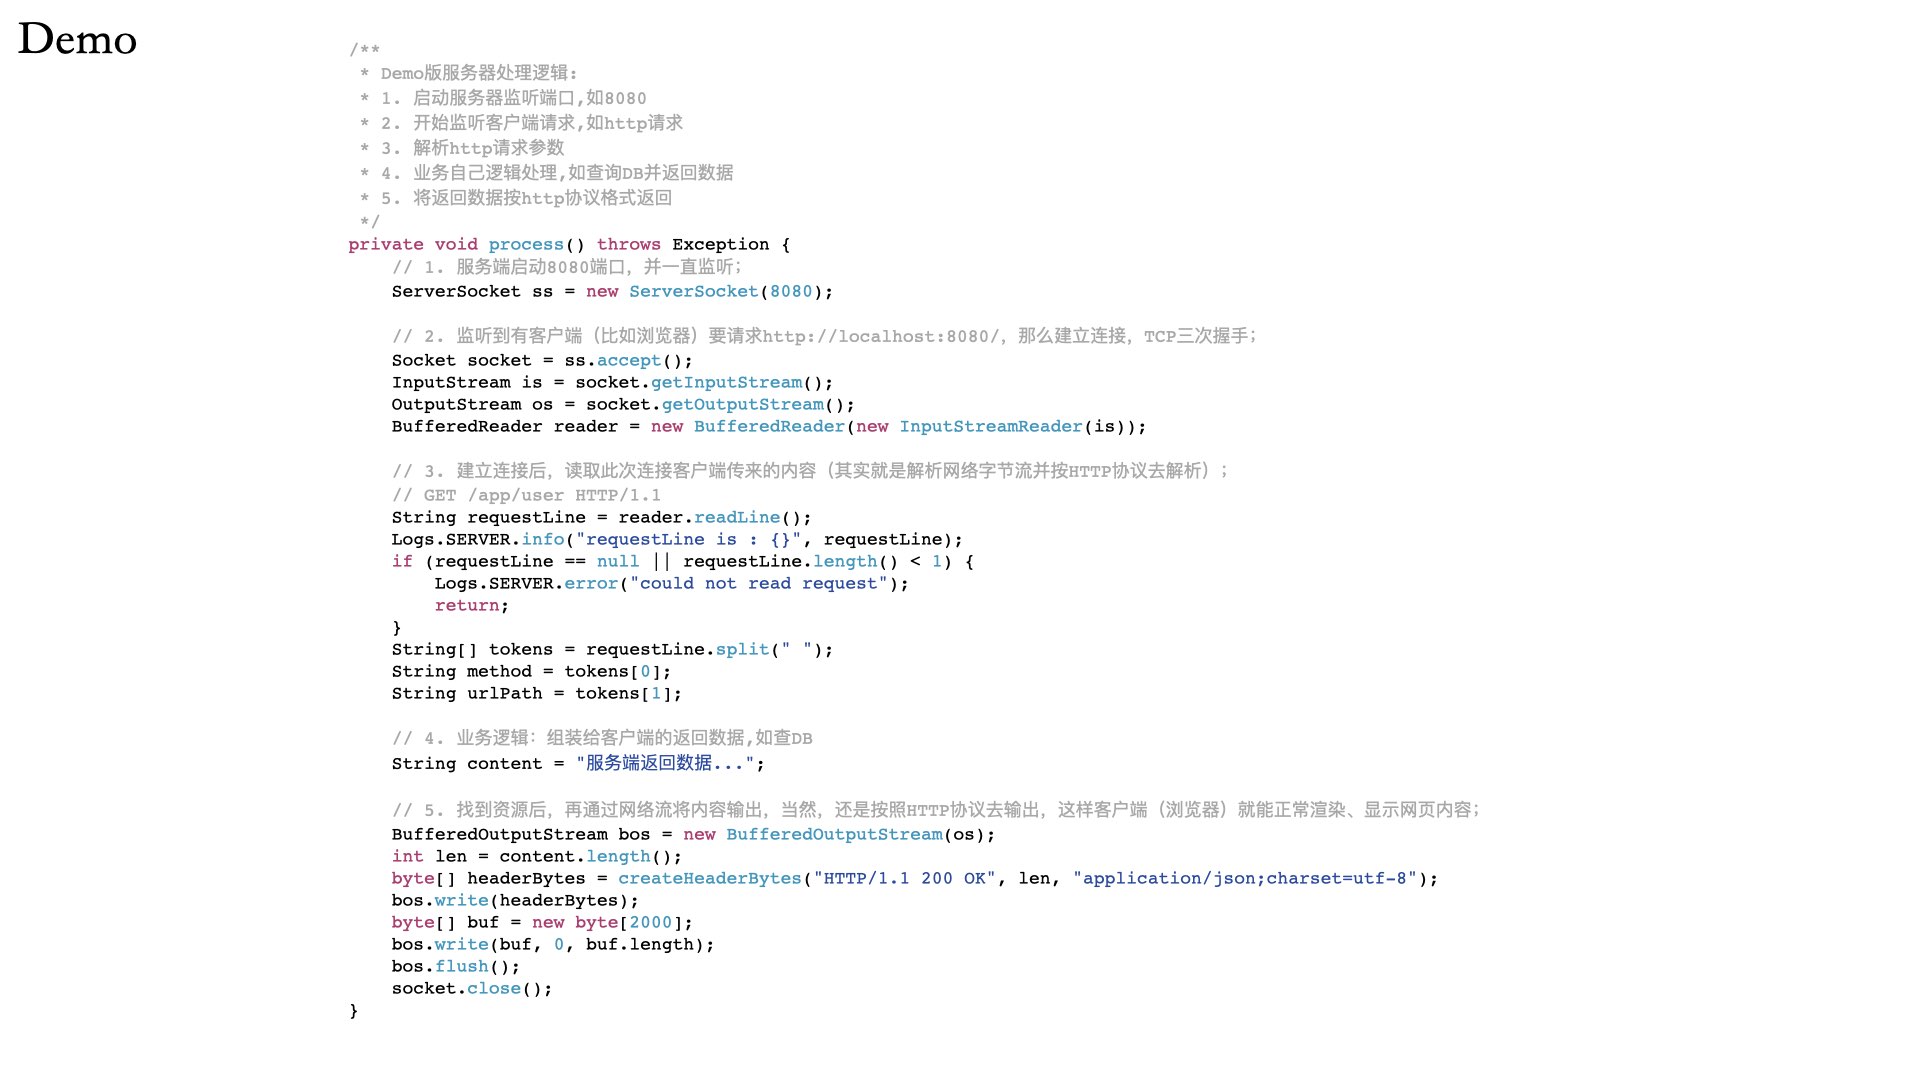 Demo
/**
 * Demo版服务器处理逻辑:
 * 1. 启动服务器监听端口,如8080
 * 2. 开始监听客户端请求,如http请求
 * 3. 解析http请求参数
 * 4. 业务自己逻辑处理,如查询DB并返回数据
 * 5. 将返回数据按http协议格式返回
 */
private void process() throws Exception {
    // 1. 服务端启动8080端口，并一直监听；
    ServerSocket ss = new ServerSocket(8080);
    // 2. 监听到有客户端（比如浏览器）要请求http://localhost:8080/，那么建立连接，TCP三次握手；
    Socket socket = ss.accept();
    InputStream is = socket.getInputStream();
    OutputStream os = socket.getOutputStream();
    BufferedReader reader = new BufferedReader(new InputStreamReader(is));
    // 3. 建立连接后，读取此次连接客户端传来的内容（其实就是解析网络字节流并按HTTP协议去解析）；
    // GET /app/user HTTP/1.1
    String requestLine = reader.readLine();
    Logs.SERVER.info("requestLine is : {}", requestLine);
    if (requestLine == null || requestLine.length() < 1) {
        Logs.SERVER.error("could not read request");
        return;
    }
    String[] tokens = requestLine.split(" ");
    String method = tokens[0];
    String urlPath = tokens[1];
    // 4. 业务逻辑：组装给客户端的返回数据,如查DB
    String content = "服务端返回数据...";
    // 5. 找到资源后，再通过网络流将内容输出，当然，还是按照HTTP协议去输出，这样客户端（浏览器）就能正常渲染、显示网页内容；
    BufferedOutputStream bos = new BufferedOutputStream(os);
    int len = content.length();
    byte[] headerBytes = createHeaderBytes("HTTP/1.1 200 OK", len, "application/json;charset=utf-8");
    bos.write(headerBytes);
    byte[] buf = new byte[2000];
    bos.write(buf, 0, buf.length);
    bos.flush();
    socket.close();
}